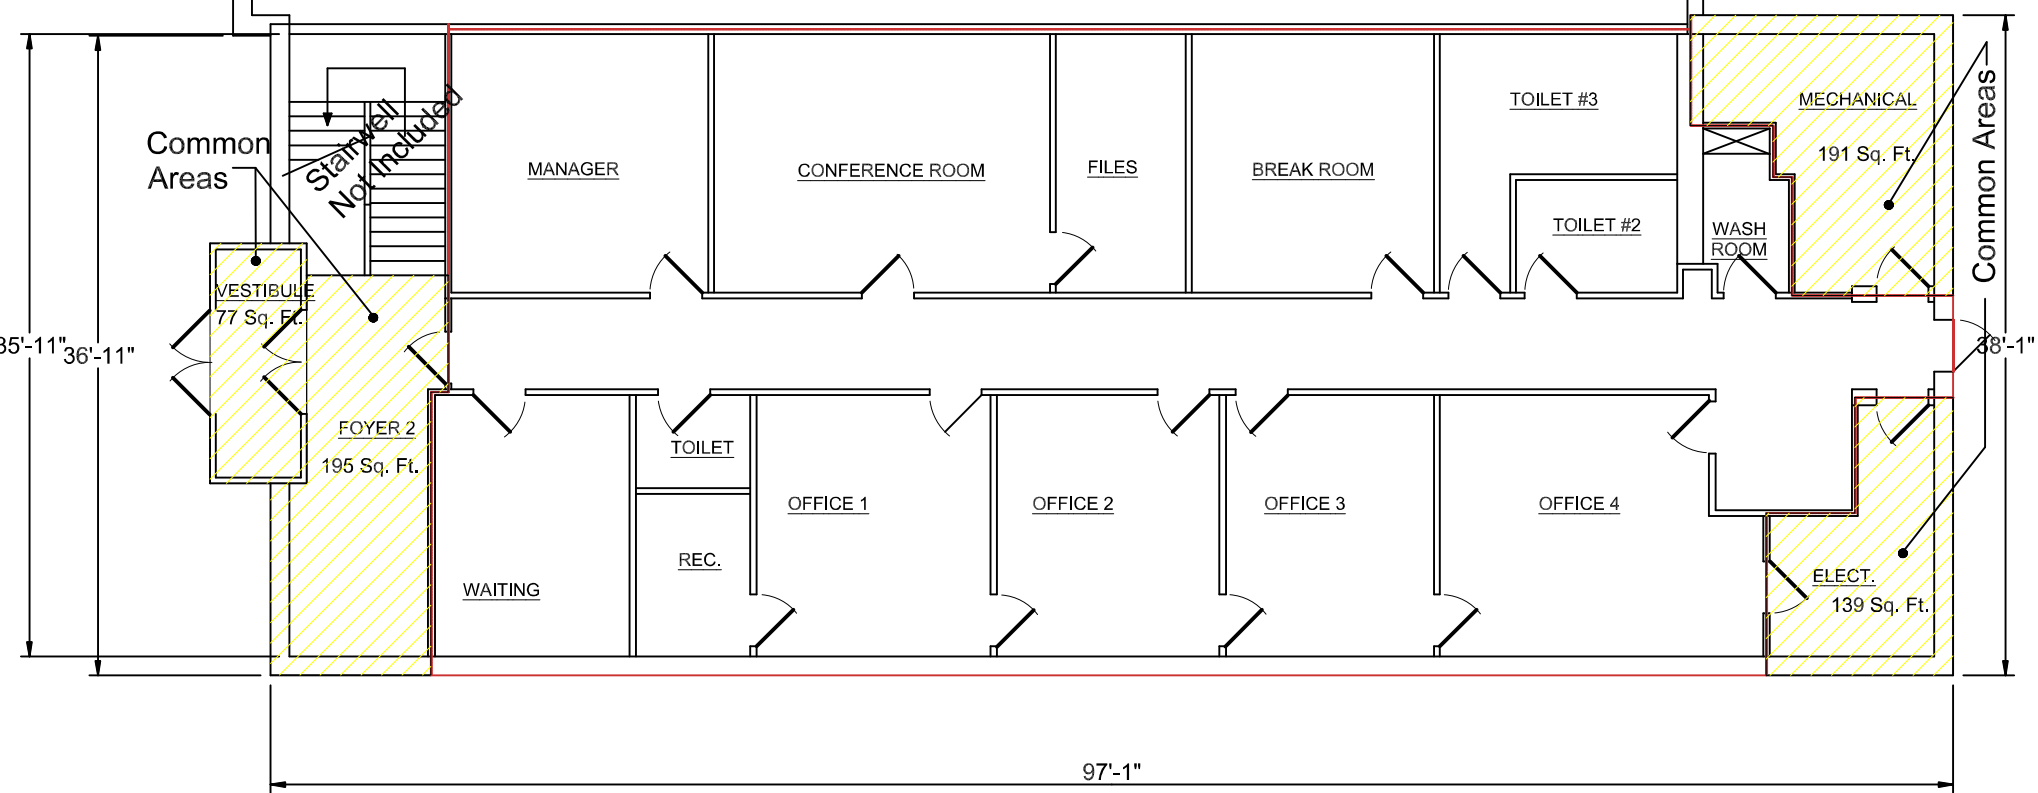 Common
Areas
Stairwell
Not Included
MANAGER
CONFERENCE ROOM
FILES
BREAK ROOM
TOILET #3
TOILET #2
WASH
ROOM
MECHANICAL
191 Sq. Ft.
Common Areas
VESTIBULE
77 Sq. Ft.
35'-11"
36'-11"
38'-1"
FOYER 2
195 Sq. Ft.
TOILET
OFFICE 1
OFFICE 2
OFFICE 3
OFFICE 4
REC.
WAITING
ELECT.
139 Sq. Ft.
97'-1"